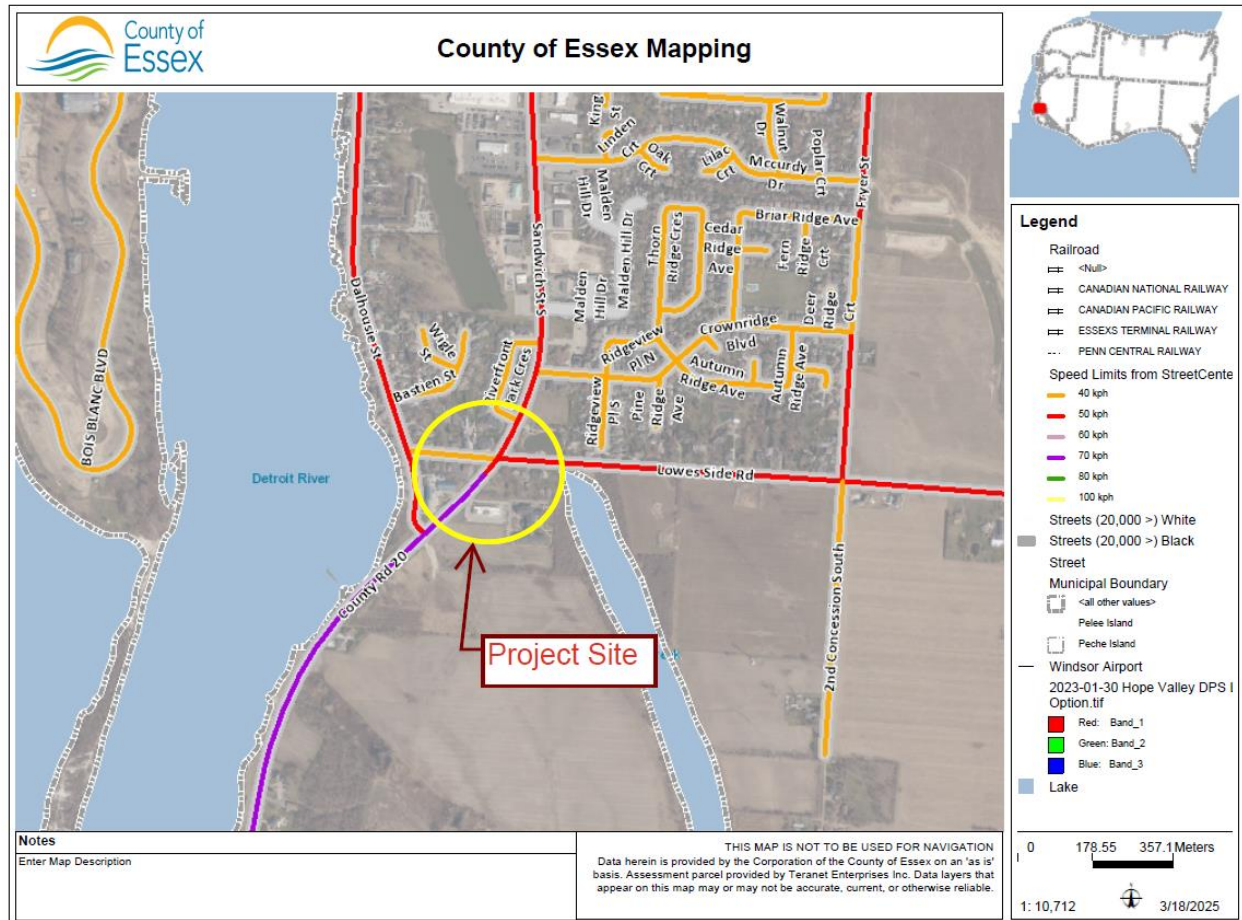 County of
Essex
County of Essex Mapping
King
St
Linden
Crt
Oak
Crt
Lilac
Crt
Walnut
Dr
Poplar Crt
Mccurdy
Dr
Fryer St
Malden
Hill Dr
Malden
Malden Hill Dr
Malden
Hill Dr
Thorn
Ridge Cres
Cedar
Ridge
Ave
Briar Ridge Ave
Fern
Ridge
Crt
Deer
Ridge
Crt
Sandwich St S
Dalhousie St
Wigle
St
Bastien St
Riverfront
Park Cres
Ridgeview
Pl N
Crownridge
Blvd
Autumn
Ridge Ave
Autumn
Ridge Ave
Ridgeview
Pl S
Pine
Ridge
Ave
BOIS BLANC BLVD
Detroit River
Lowes Side Rd
County Rd 20
2nd Concession South
Project Site
Legend
Railroad
<Null>
CANADIAN NATIONAL RAILWAY
CANADIAN PACIFIC RAILWAY
ESSEXS TERMINAL RAILWAY
PENN CENTRAL RAILWAY
Speed Limits from StreetCente
40 kph
50 kph
60 kph
70 kph
80 kph
100 kph
Streets (20,000 >) White
Streets (20,000 >) Black
Street
Municipal Boundary
<all other values>
Pelee Island
Peche Island
Windsor Airport
2023-01-30 Hope Valley DPS L
Option.tif
Red: Band_1
Green: Band_2
Blue: Band_3
Lake
0 178.55 357.1 Meters
1: 10,712
3/18/2025
Notes
Enter Map Description
THIS MAP IS NOT TO BE USED FOR NAVIGATION
Data herein is provided by the Corporation of the County of Essex on an 'as is'
basis. Assessment parcel provided by Teranet Enterprises Inc. Data layers that
appear on this map may or may not be accurate, current, or otherwise reliable.